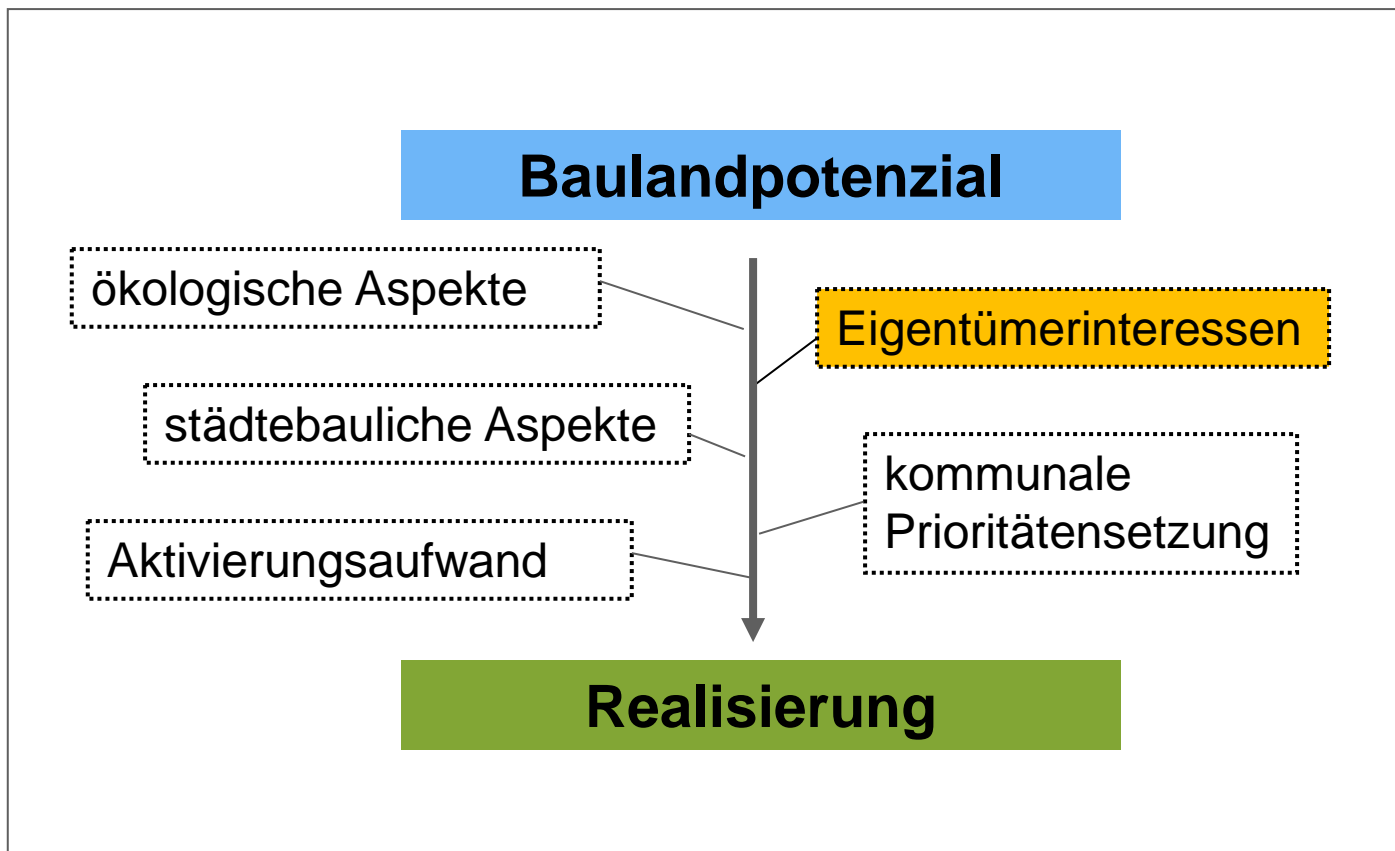 Baulandpotenzial
ökologische Aspekte
Eigentümerinteressen
städtebauliche Aspekte
kommunale
Prioritätensetzung
Aktivierungsaufwand
Realisierung